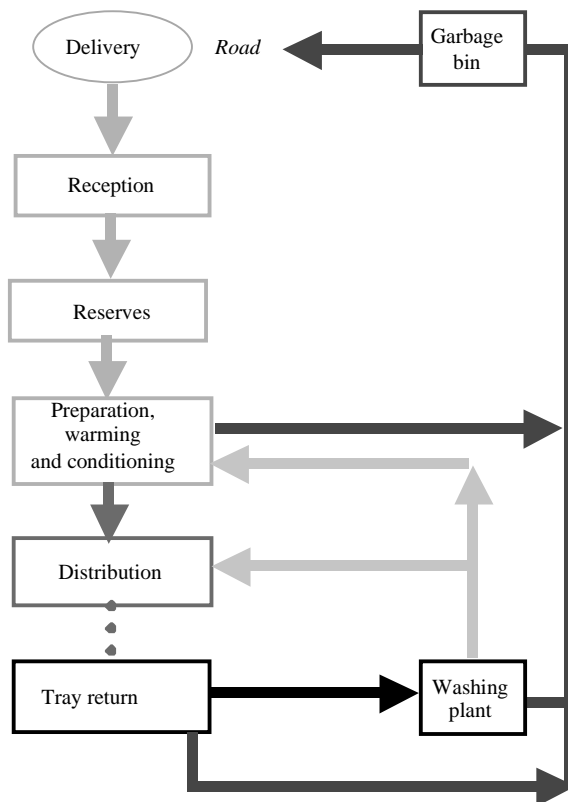 Delivery
Road
Garbage
bin
Reception
Reserves
Preparation,
warming
and conditioning
Distribution
Tray return
Washing
plant